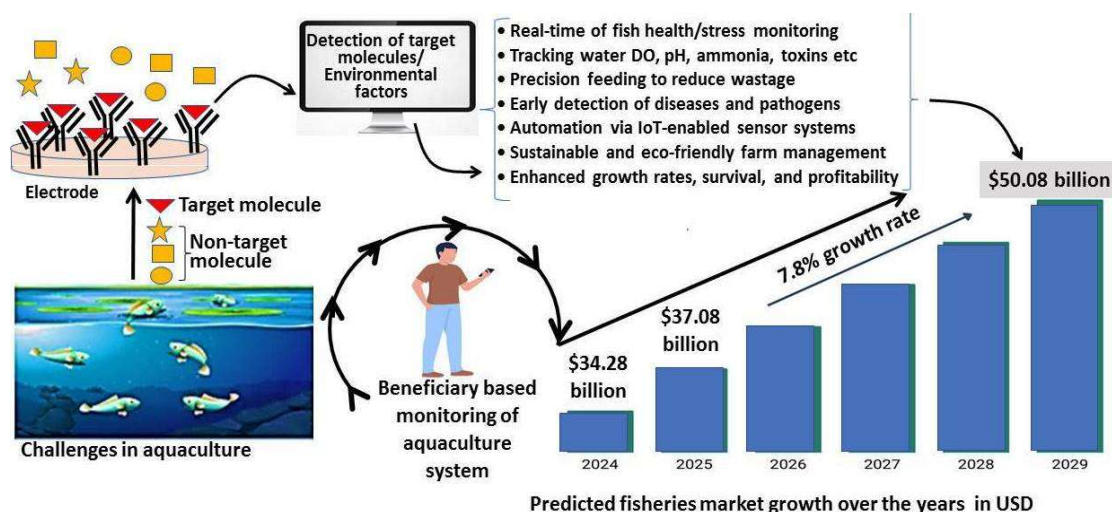 Detection of target
molecules/
Environmental
factors
• Real-time of fish health/stress monitoring
• Tracking water DO, pH, ammonia, toxins etc
• Precision feeding to reduce wastage
• Early detection of diseases and pathogens
• Automation via IoT-enabled sensor systems
• Sustainable and eco-friendly farm management
• Enhanced growth rates, survival, and profitability
Electrode
Target molecule
Non-target
molecule
Challenges in aquaculture
Beneficiary based
monitoring of
aquaculture
system
$34.28
billion
$37.08
billion
7.8% growth rate
$50.08 billion
2024
2025
2026
2027
2028
2029
Predicted fisheries market growth over the years in USD